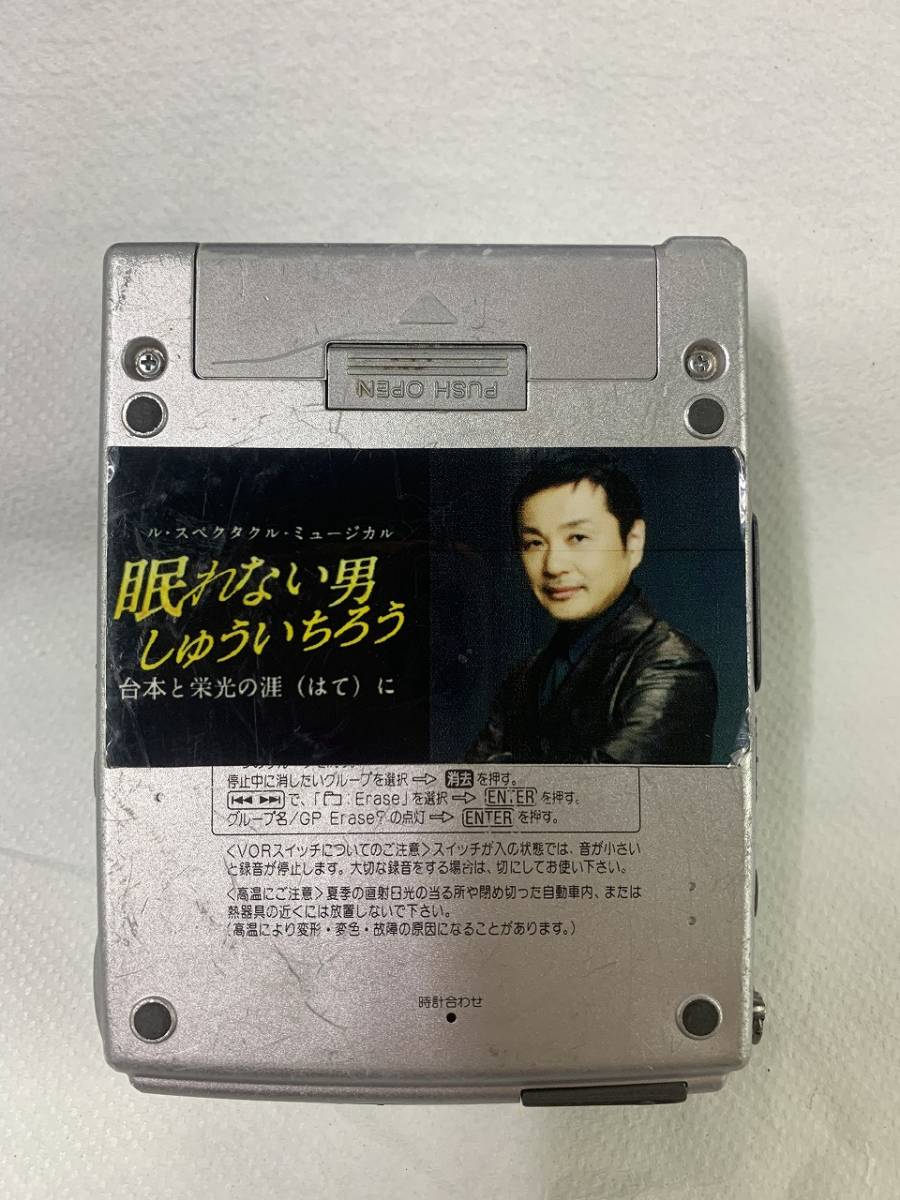 PUSH OPEN
ル・スペクタクル・ミュージカル
眠れない男
しゅういちろう
台本と栄光の涯（はて）に
停止中に消したいグループを選択⇨ 消去 を押す。
で、「 : Erase」を選択⇨ ENTER を押す。
グループ名/GP Erase?の点灯⇨ ENTER を押す。
〈VORスイッチについてのご注意〉スイッチが入の状態では、音が小さい
と録音が停止します。大切な録音をする場合は、切にしてお使い下さい。
〈高温にご注意〉夏季の直射日光の当る所や閉め切った自動車内、または
熱器具の近くには放置しないで下さい。
(高温により変形・変色・故障の原因になることがあります。)
時計合わせ